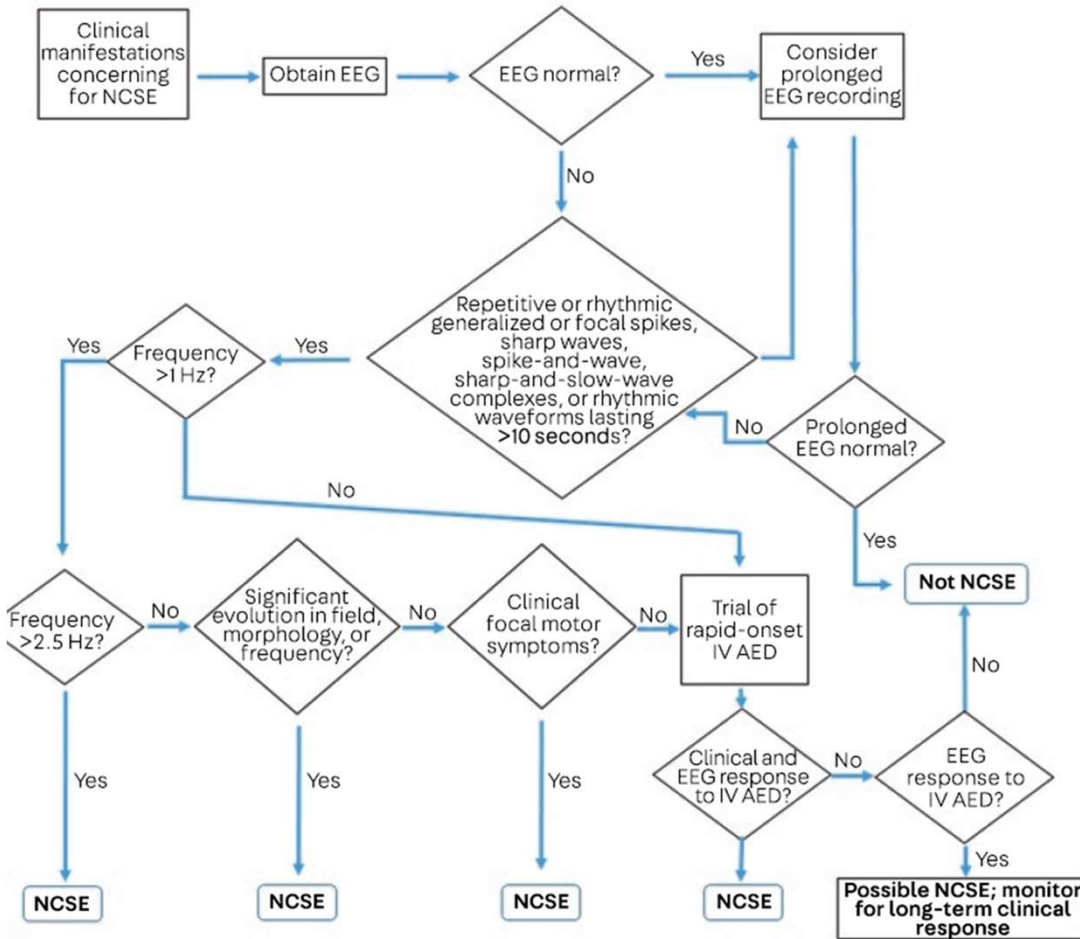 Clinical
manifestations
concerning
for NCSE
Obtain EEG
EEG normal?
Yes
Consider
prolonged
EEG recording
No
Repetitive or rhythmic
generalized or focal spikes,
sharp waves,
spike-and-wave,
sharp-and-slow-wave
complexes, or rhythmic
waveforms lasting
>10 seconds?
Yes
Frequency
>1 Hz?
Yes
No
Prolonged
EEG normal?
No
Yes
Not NCSE
Frequency
>2.5 Hz?
No
Significant
evolution in field,
morphology, or
frequency?
No
Clinical
focal motor
symptoms?
No
Trial of
rapid-onset
IV AED
No
Yes
Yes
Yes
Clinical and
EEG response
to IV AED?
No
EEG
response to
IV AED?
Yes
NCSE
NCSE
NCSE
NCSE
Possible NCSE; monitor
for long-term clinical
response